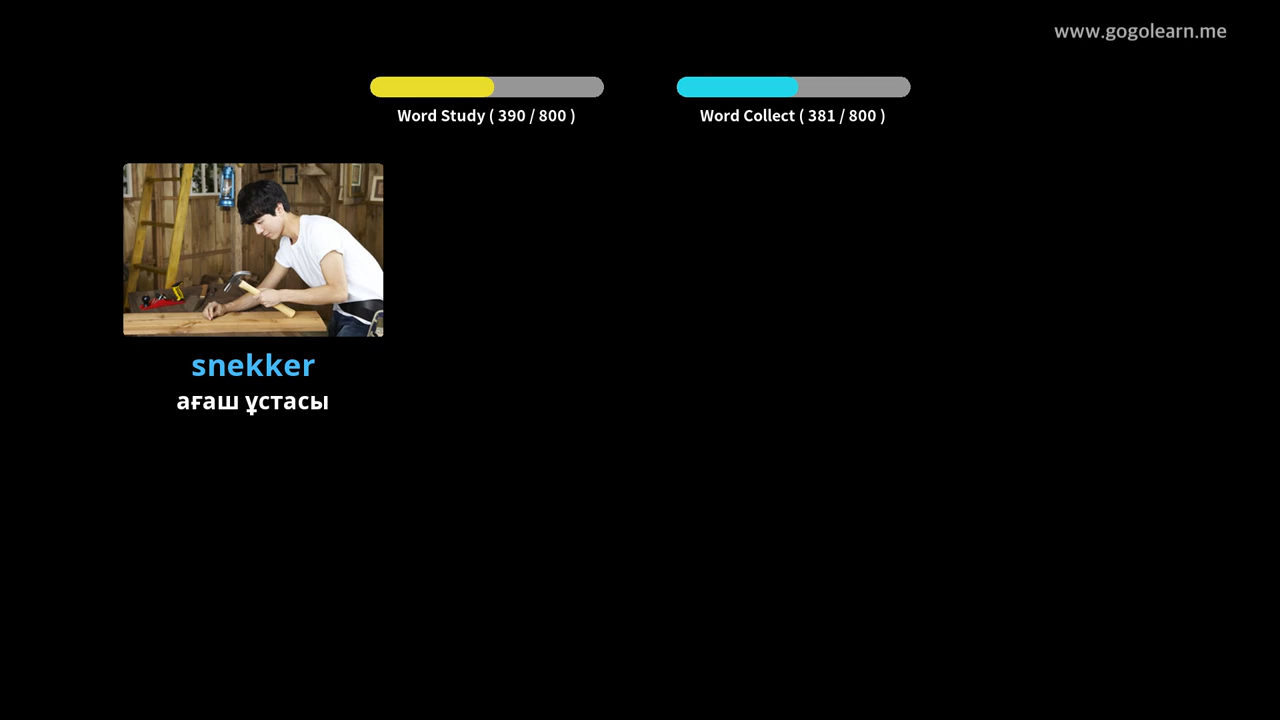 www.gogolearn.me
Word Study ( 390 / 800 )
Word Collect ( 381 / 800 )
snekker
ағаш ұстасы